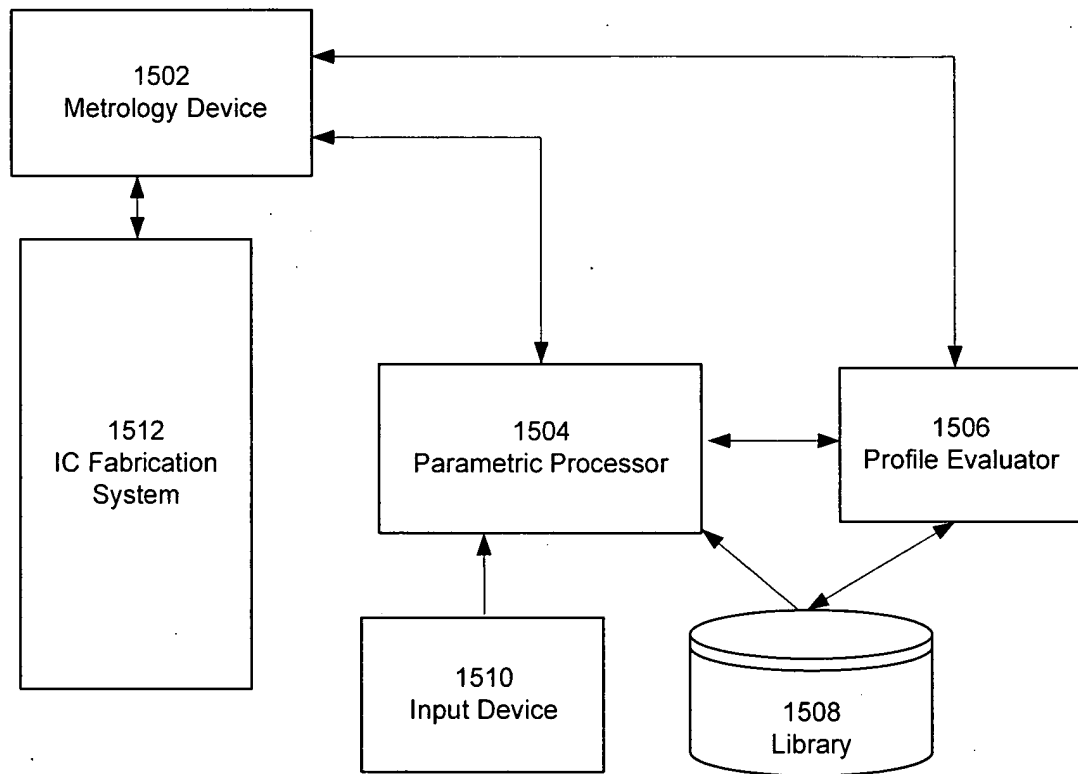 1502
Metrology Device
1512
IC Fabrication
System
1504
Parametric Processor
1506
Profile Evaluator
1510
Input Device
1508
Library